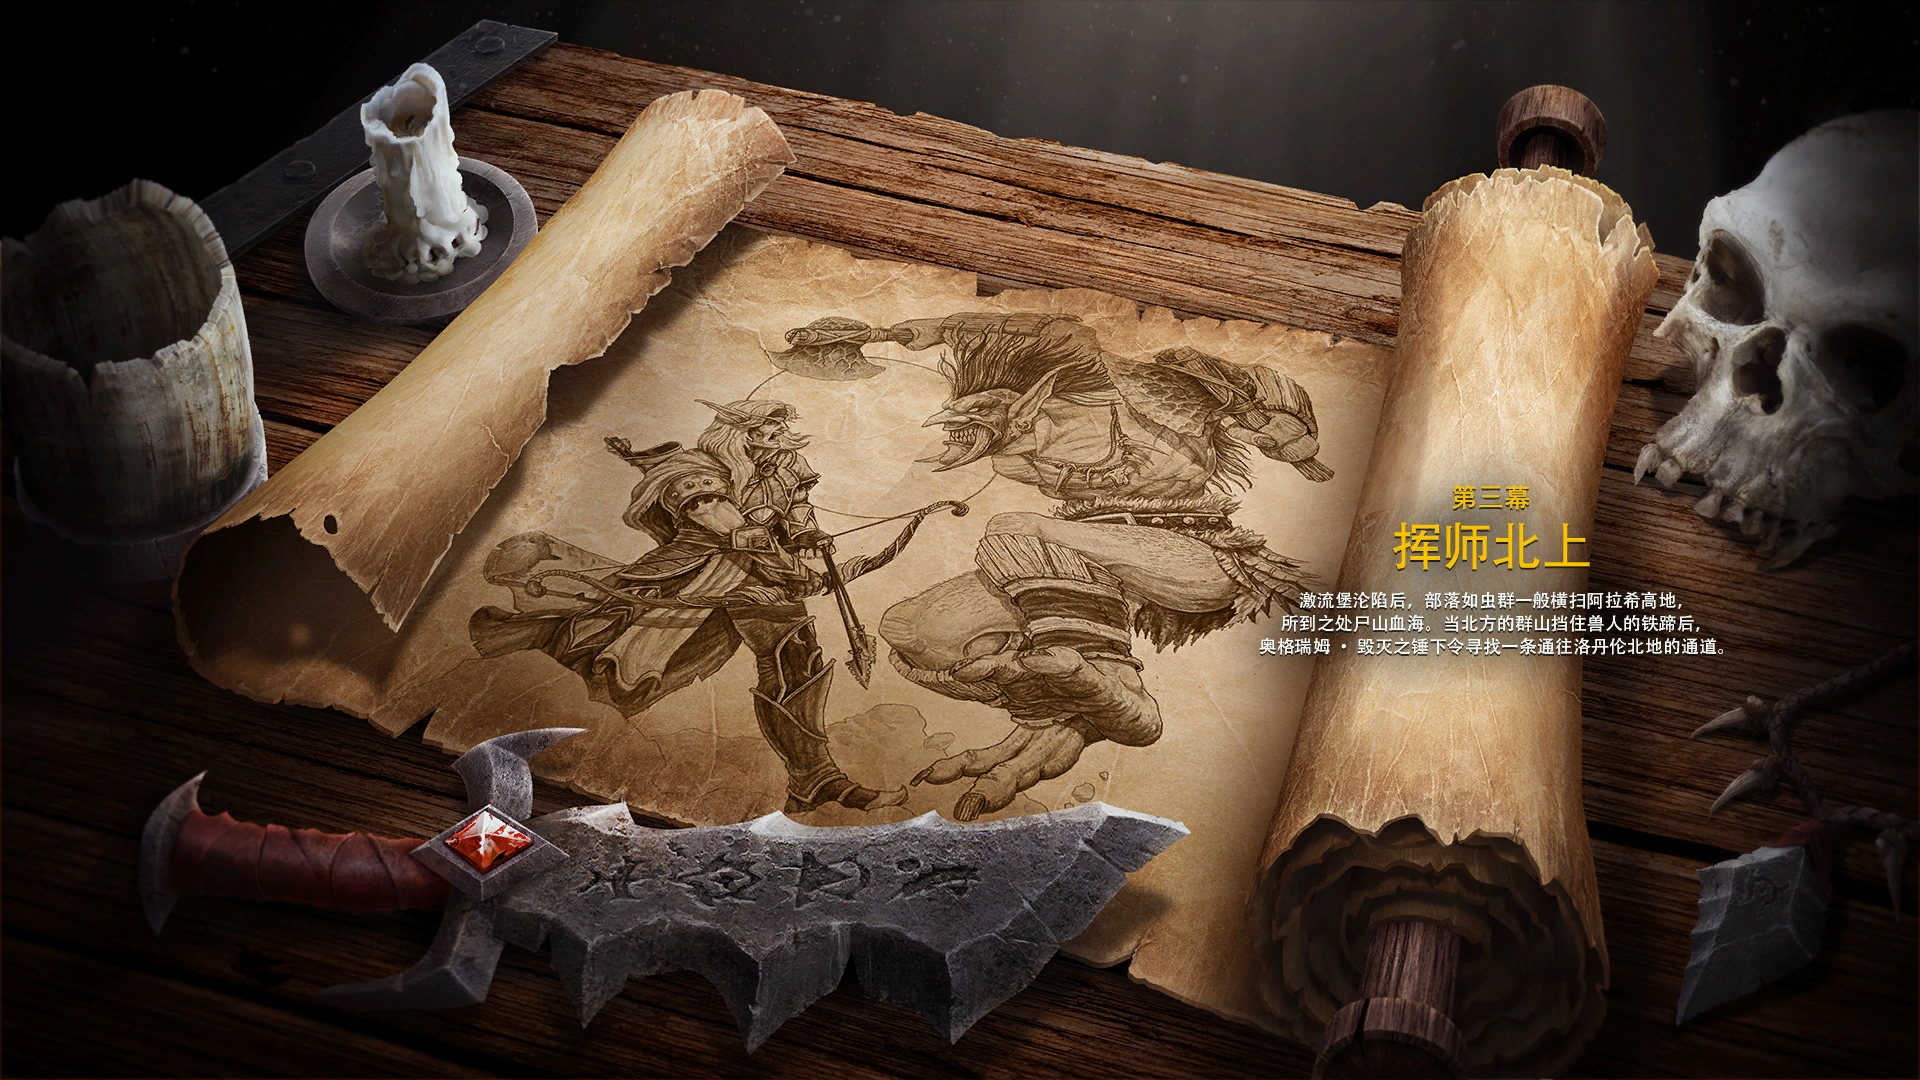 第三幕
挥师北上
激流堡沦陷后，部落如虫群一般横扫阿拉希高地，
所到之处尸山血海。当北方的群山挡住兽人的铁蹄后，
奥格瑞姆·毁灭之锤下令寻找一条通往洛丹伦北地的通道。